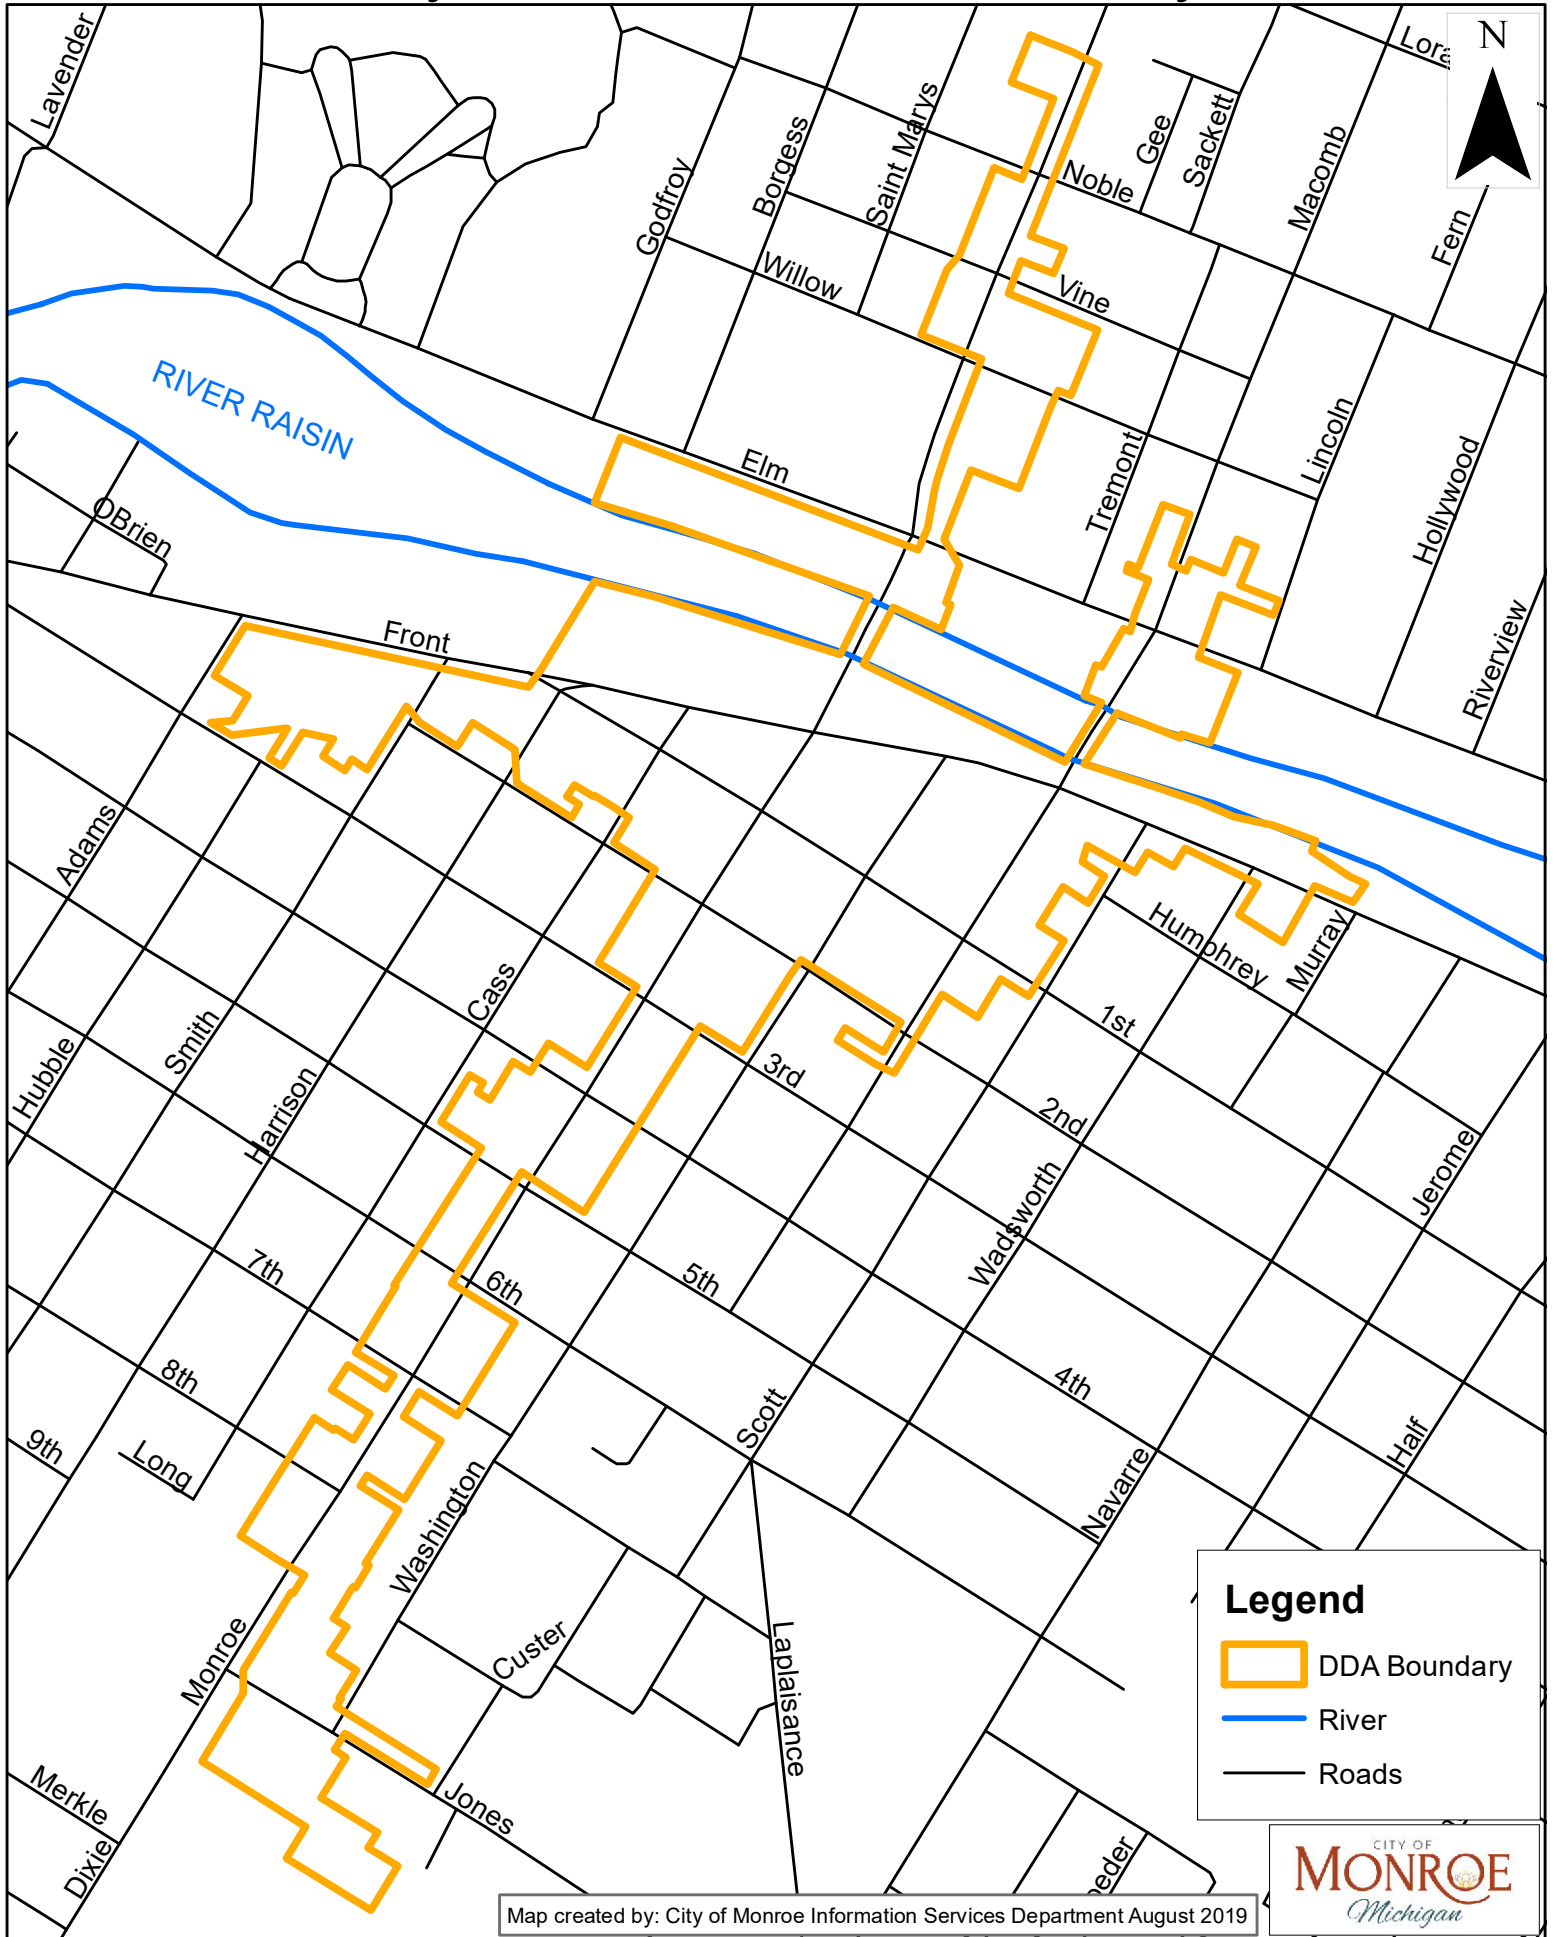 Lavender
N
Gee
Sackett
Saint Marys
Borgess
Macomb
Noble
Godfroy
Fern
Willow
Vine
RIVER RAISIN
Elm
Lincoln
Tremont
Hollywood
OBrien
Front
Riverview
Adams
Humphrey
Murray
Cass
1st
Smith
Hubble
3rd
Harrison
2nd
Jerome
Wadsworth
7th
6th
5th
8th
4th
Scott
9th
Long
Half
Washington
Navarre
Custer
Monroe
Laplaisance
Merkle
Jones
Dixie
Legend
DDA Boundary
River
Roads
CITY OF
MONROE
Michigan
Map created by: City of Monroe Information Services Department August 2019